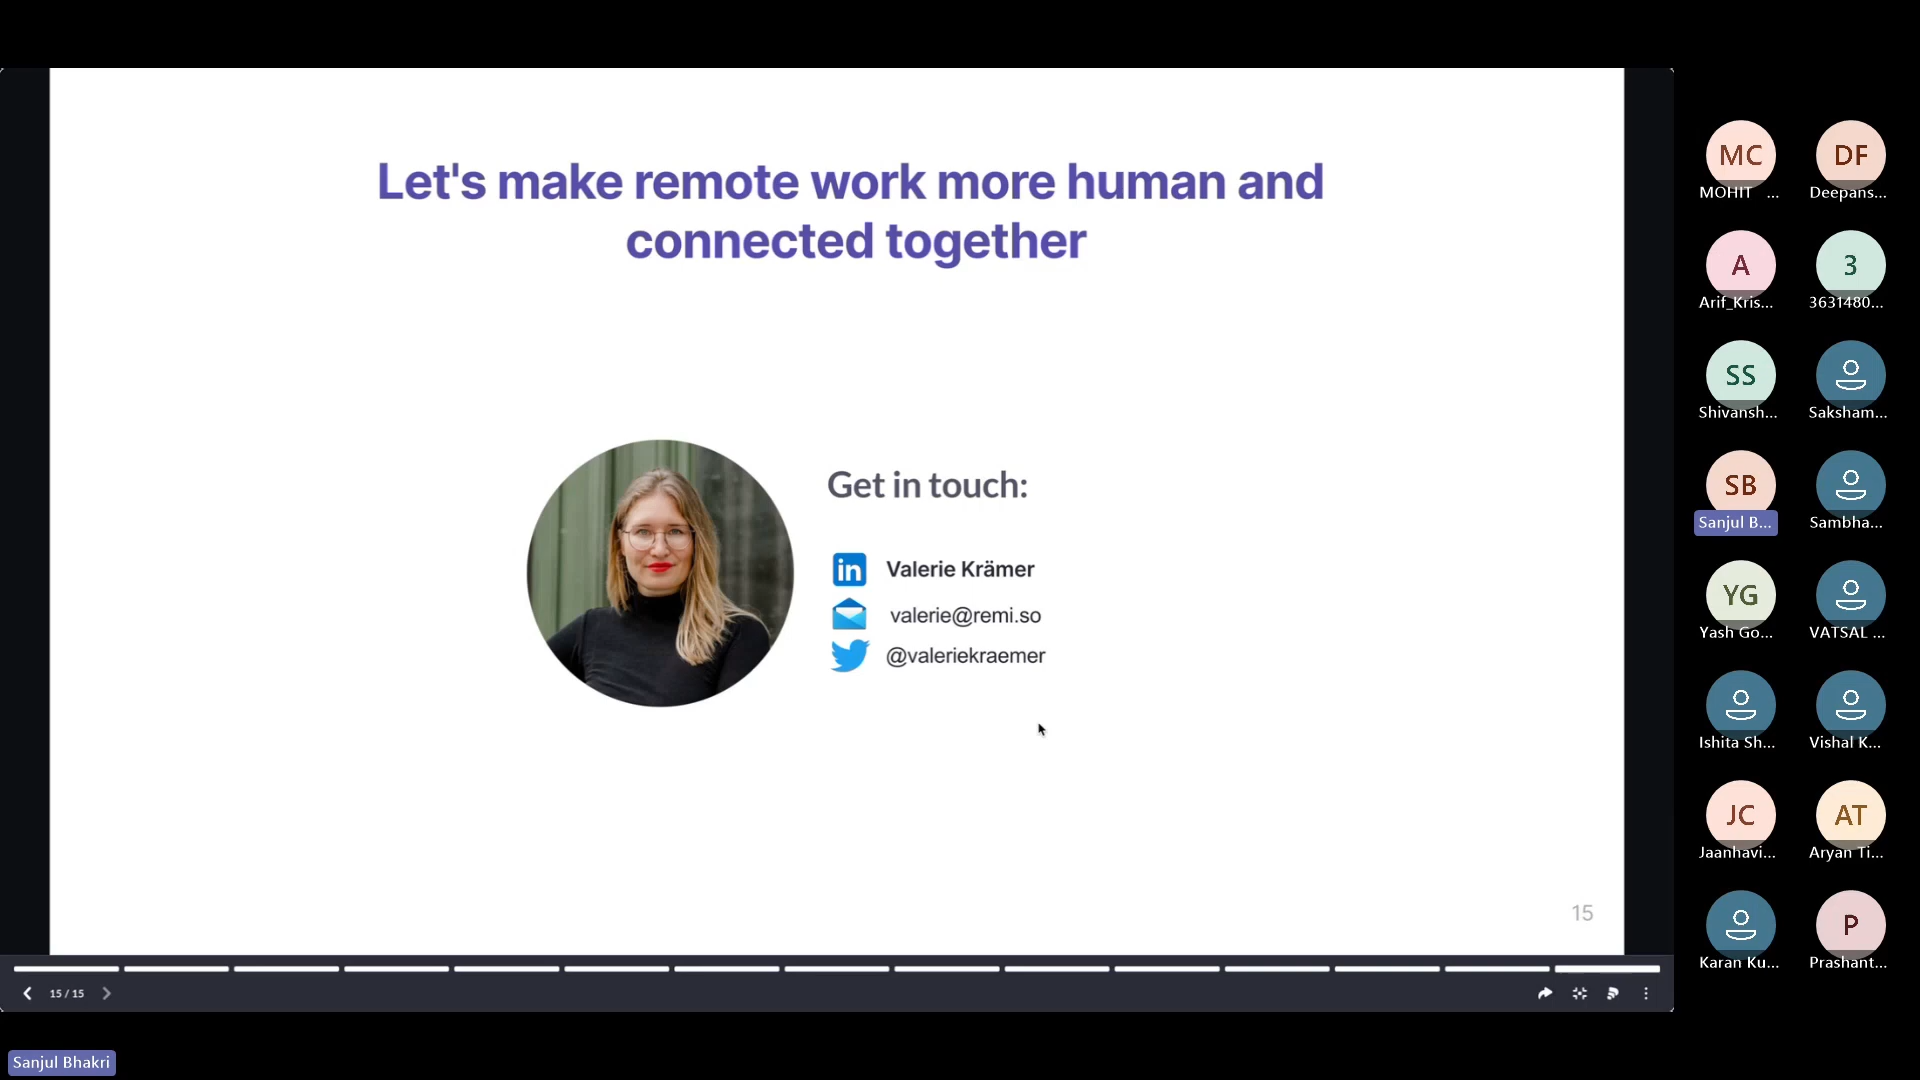 Let's make remote work more human and
connected together
Get in touch:
in Valerie Krämer
valerie@remi.so
@valeriekraemer
15
15 / 15
MC
MOHIT ...
DF
Deepans...
A
Arif_Kris...
3
3631480...
SS
Shivansh...
Saksham...
SB
Sanjul B...
Sambha...
YG
Yash Go...
VATSAL ...
Ishita Sh...
Vishal K...
JC
Jaanhavi...
AT
Aryan Ti...
Karan Ku...
P
Prashant...
Sanjul Bhakri